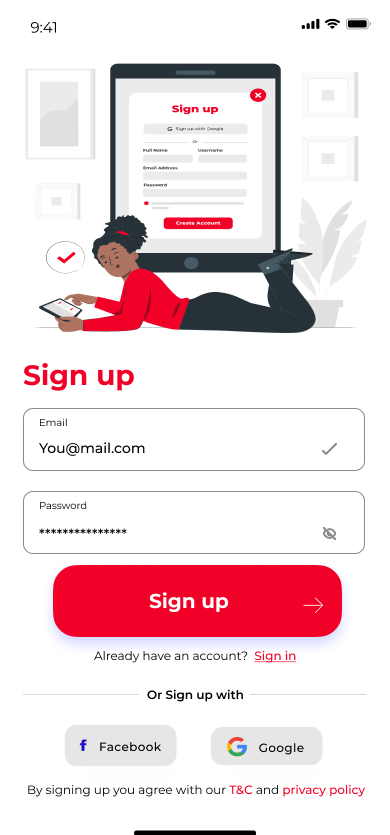 9:41
Sign up
G Sign up with Google
Or
Full Name Username
Email Address
Password
Create Account
Sign up
Email
You@mail.com
Password
***************
Sign up
Already have an account? Sign in
Or Sign up with
f Facebook
G Google
By signing up you agree with our T&C and privacy policy